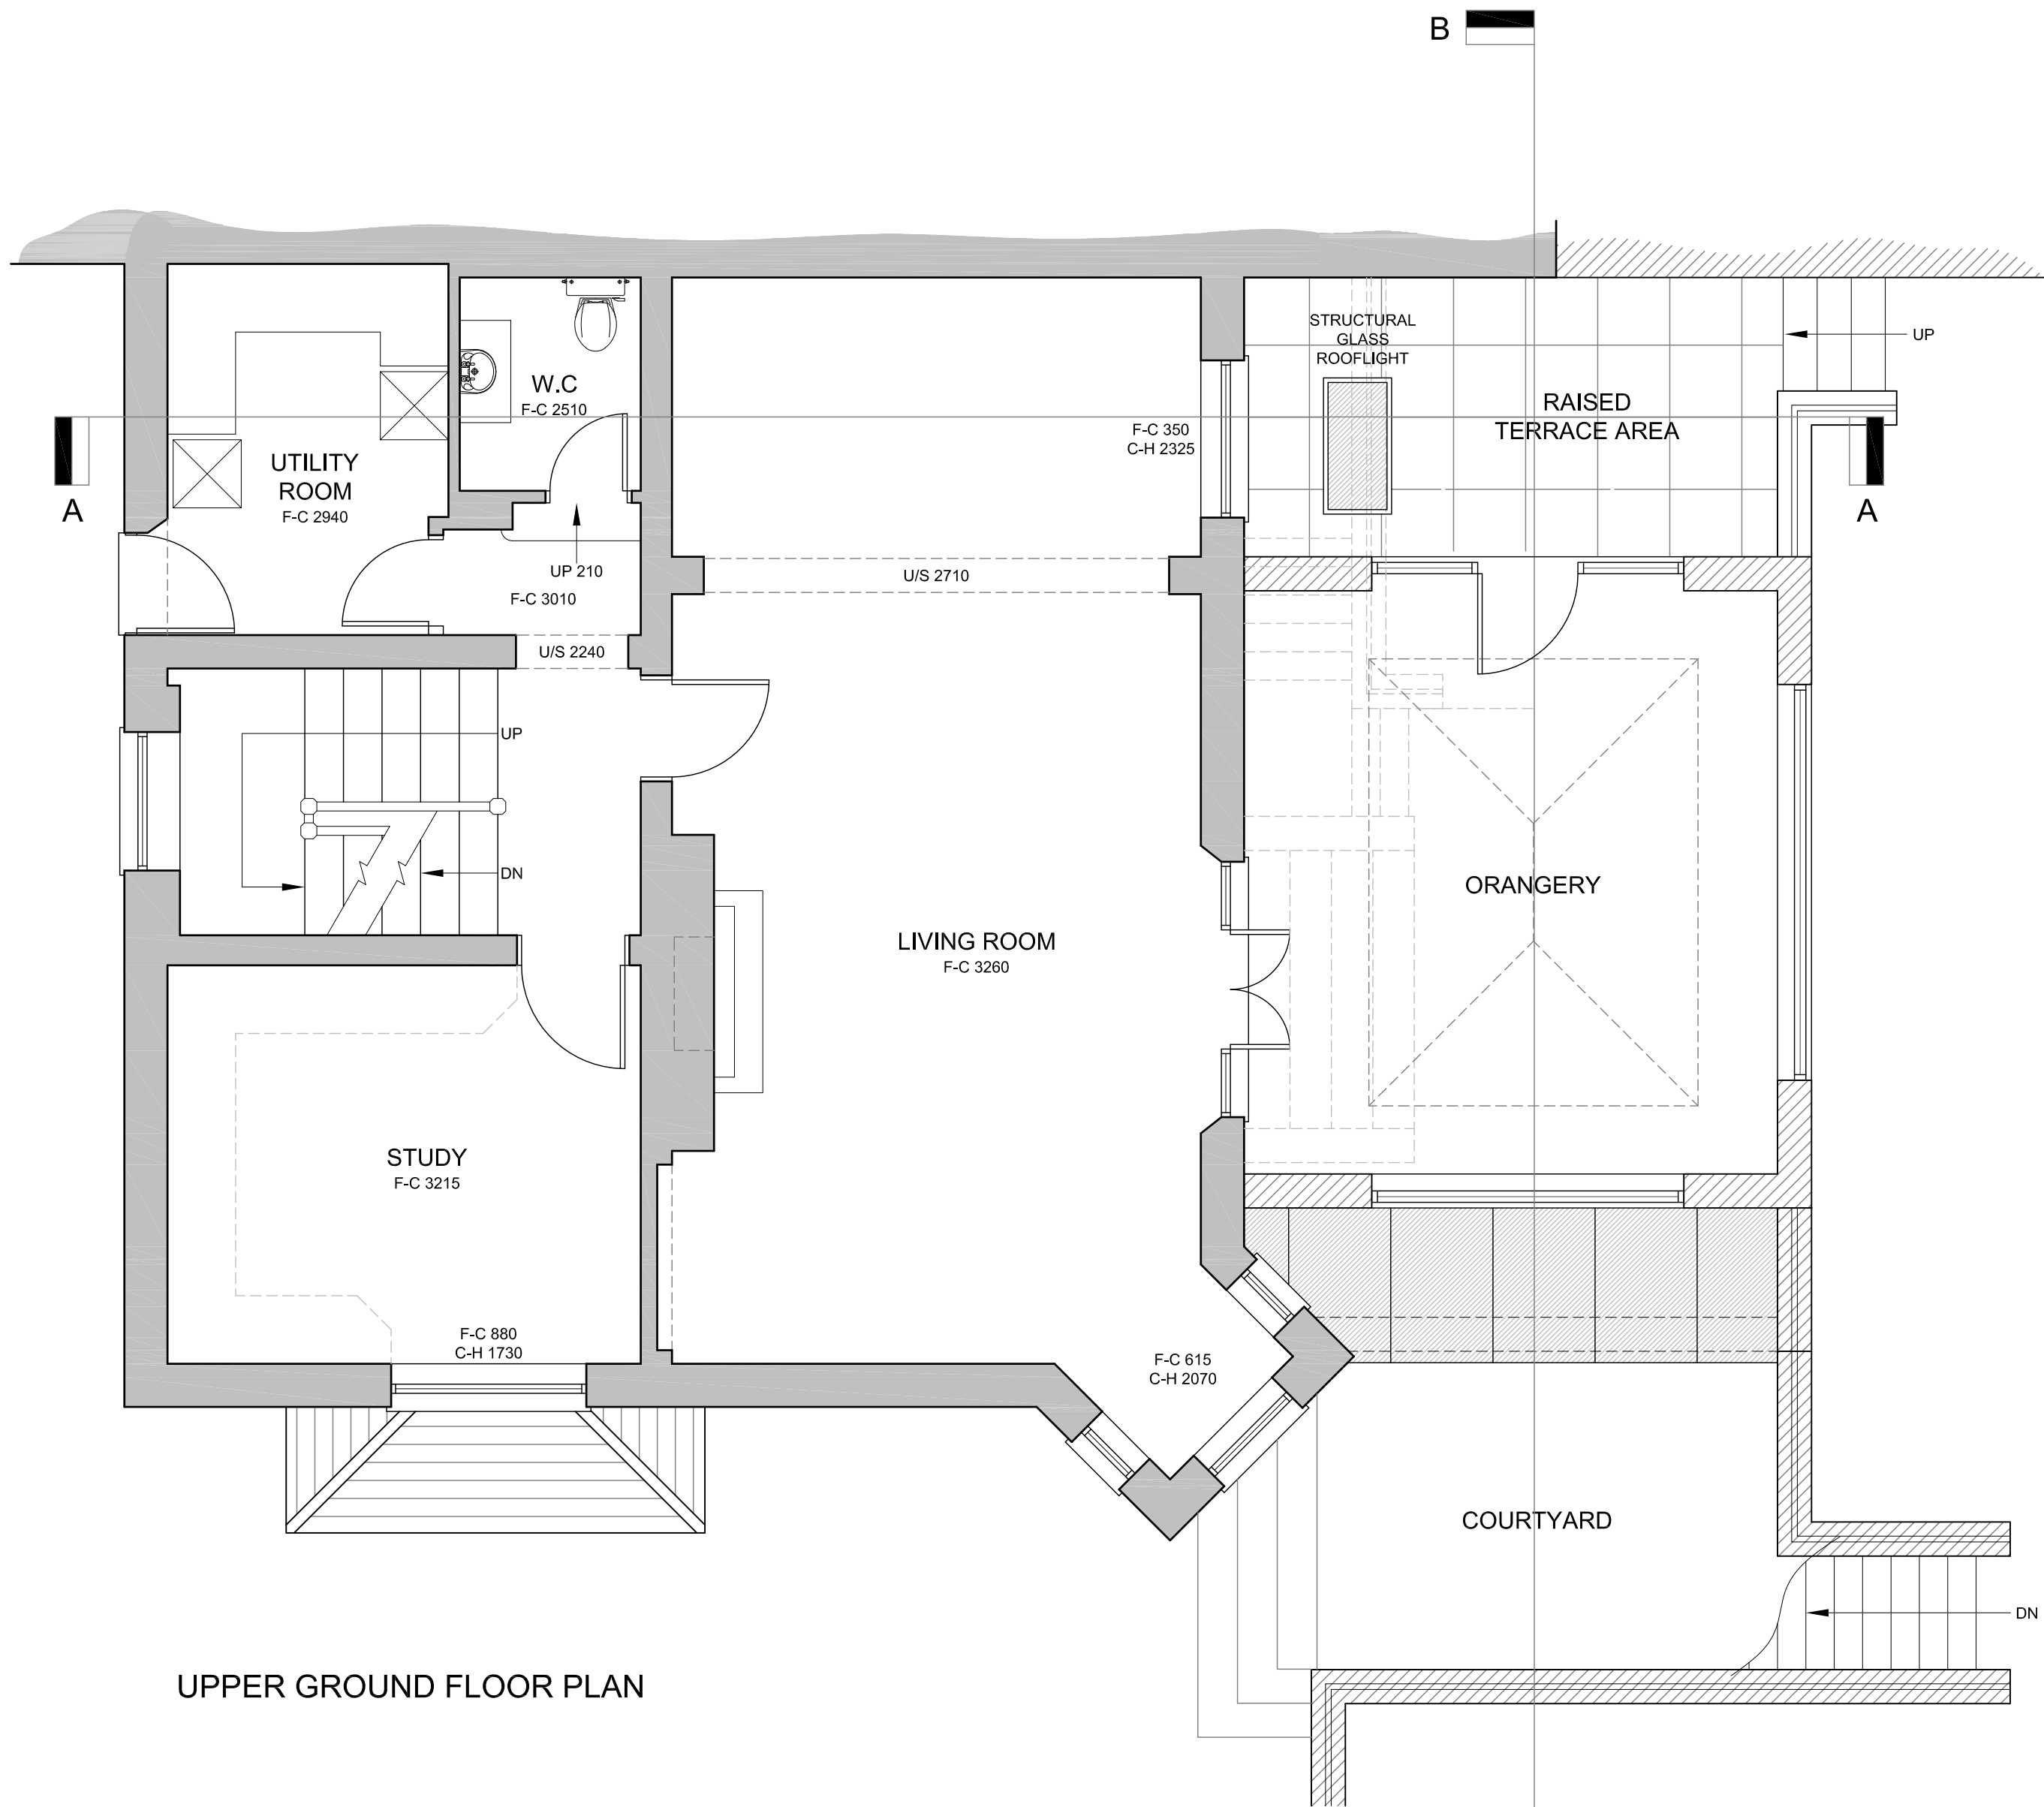 B
STRUCTURAL
GLASS
ROOFLIGHT
UP
W.C
F-C 2510
RAISED
TERRACE AREA
F-C 350
C-H 2325
UTILITY
ROOM
F-C 2940
A
A
UP 210
F-C 3010
U/S 2710
U/S 2240
UP
DN
ORANGERY
LIVING ROOM
F-C 3260
STUDY
F-C 3215
F-C 880
C-H 1730
F-C 615
C-H 2070
COURTYARD
DN
UPPER GROUND FLOOR PLAN